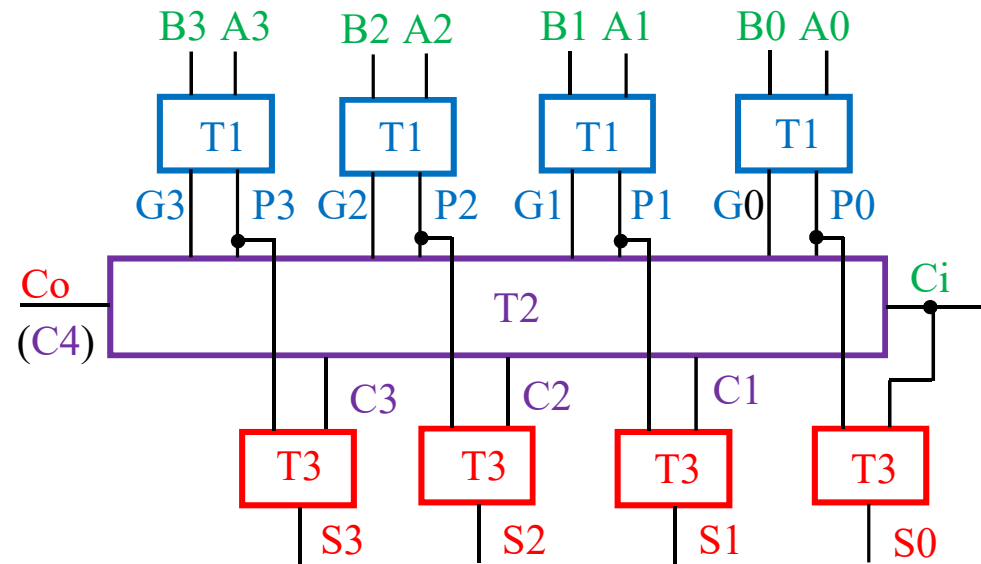 B3 A3 B2 A2 B1 A1 B0 A0
T1 T1 T1 T1
G3 P3 G2 P2 G1 P1 G0 P0
Co T2 Ci
(C4)
C3 C2 C1
T3 T3 T3 T3
S3 S2 S1 S0